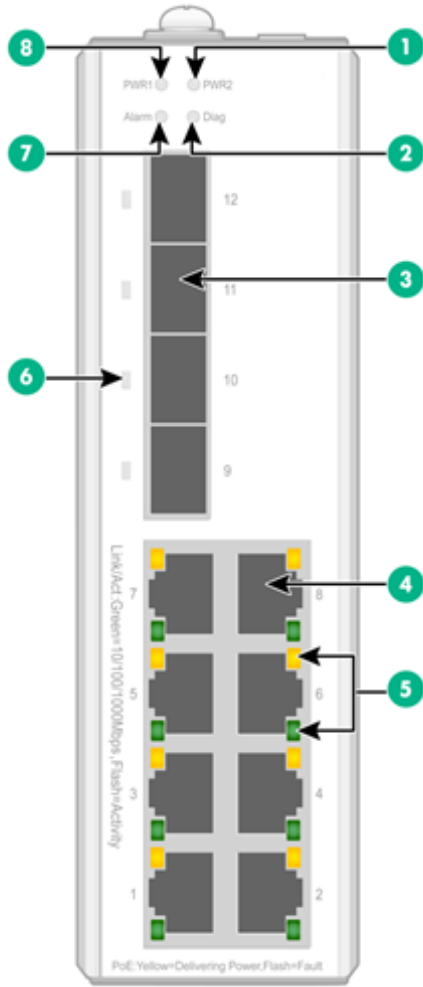 8 1
PWR1 PWR2
Alarm Diag
7 2
12
3
11
6 10
9
Link/Act:Green=10/100/1000Mbps,Flash=Activity
7 8 4
5 6 5
3 4
1 2
PoE:Yellow=Delivering Power,Flash=Fault